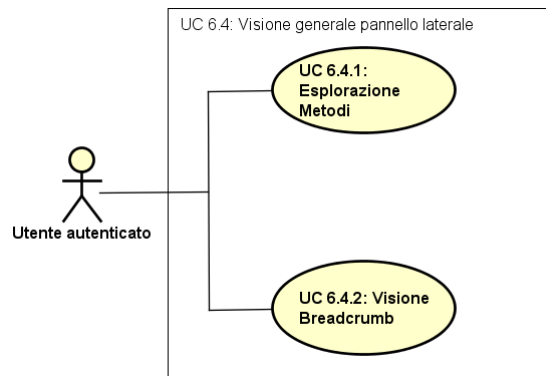 UC 6.4: Visione generale pannello laterale
UC 6.4.1:
Esplorazione
Metodi
Utente autenticato
UC 6.4.2: Visione
Breadcrumb